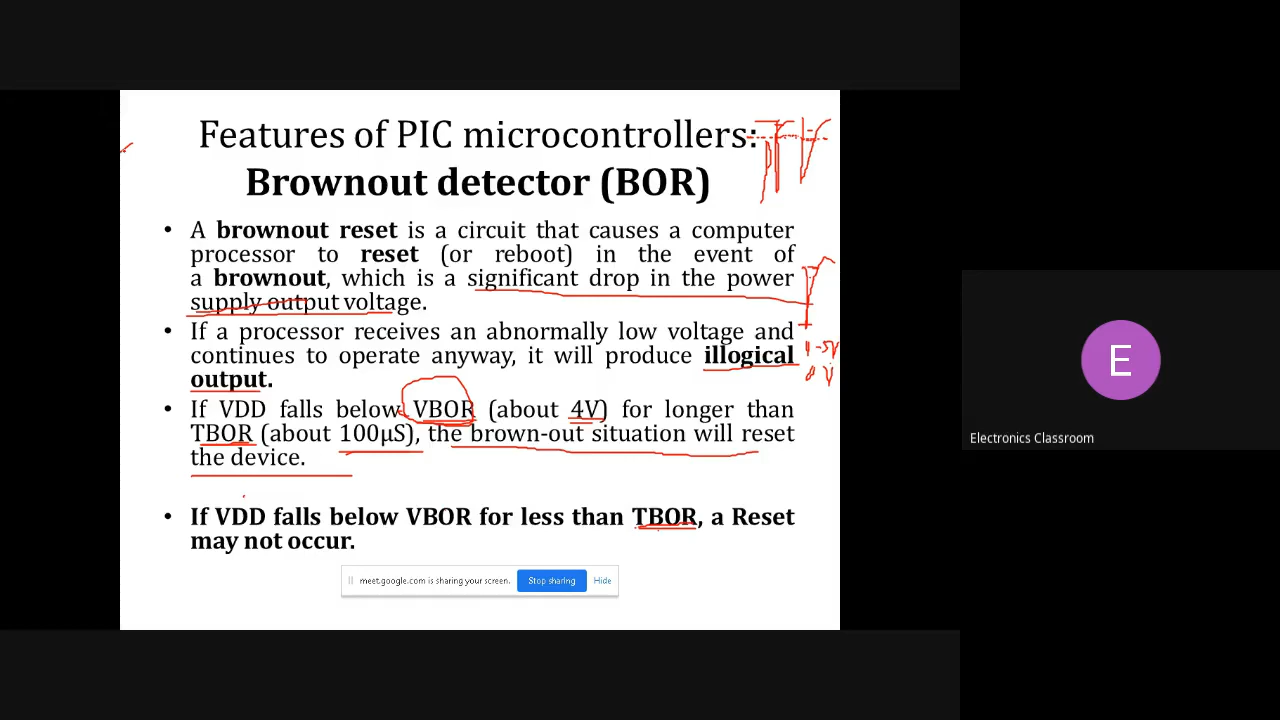 Features of PIC microcontrollers:
Brownout detector (BOR)
• A brownout reset is a circuit that causes a computer
processor to reset (or reboot) in the event of
a brownout, which is a significant drop in the power
supply output voltage.
• If a processor receives an abnormally low voltage and
continues to operate anyway, it will produce illogical
output.
• If VDD falls below VBOR (about 4V) for longer than
TBOR (about 100µS), the brown-out situation will reset
the device.
• If VDD falls below VBOR for less than TBOR, a Reset
may not occur.
meet.google.com is sharing your screen. Stop sharing Hide
E
Electronics Classroom